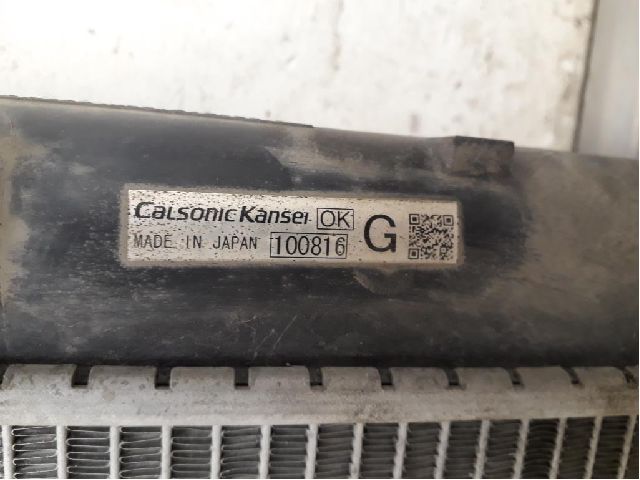 CalsonicKansei OK
MADE IN JAPAN 100816 G